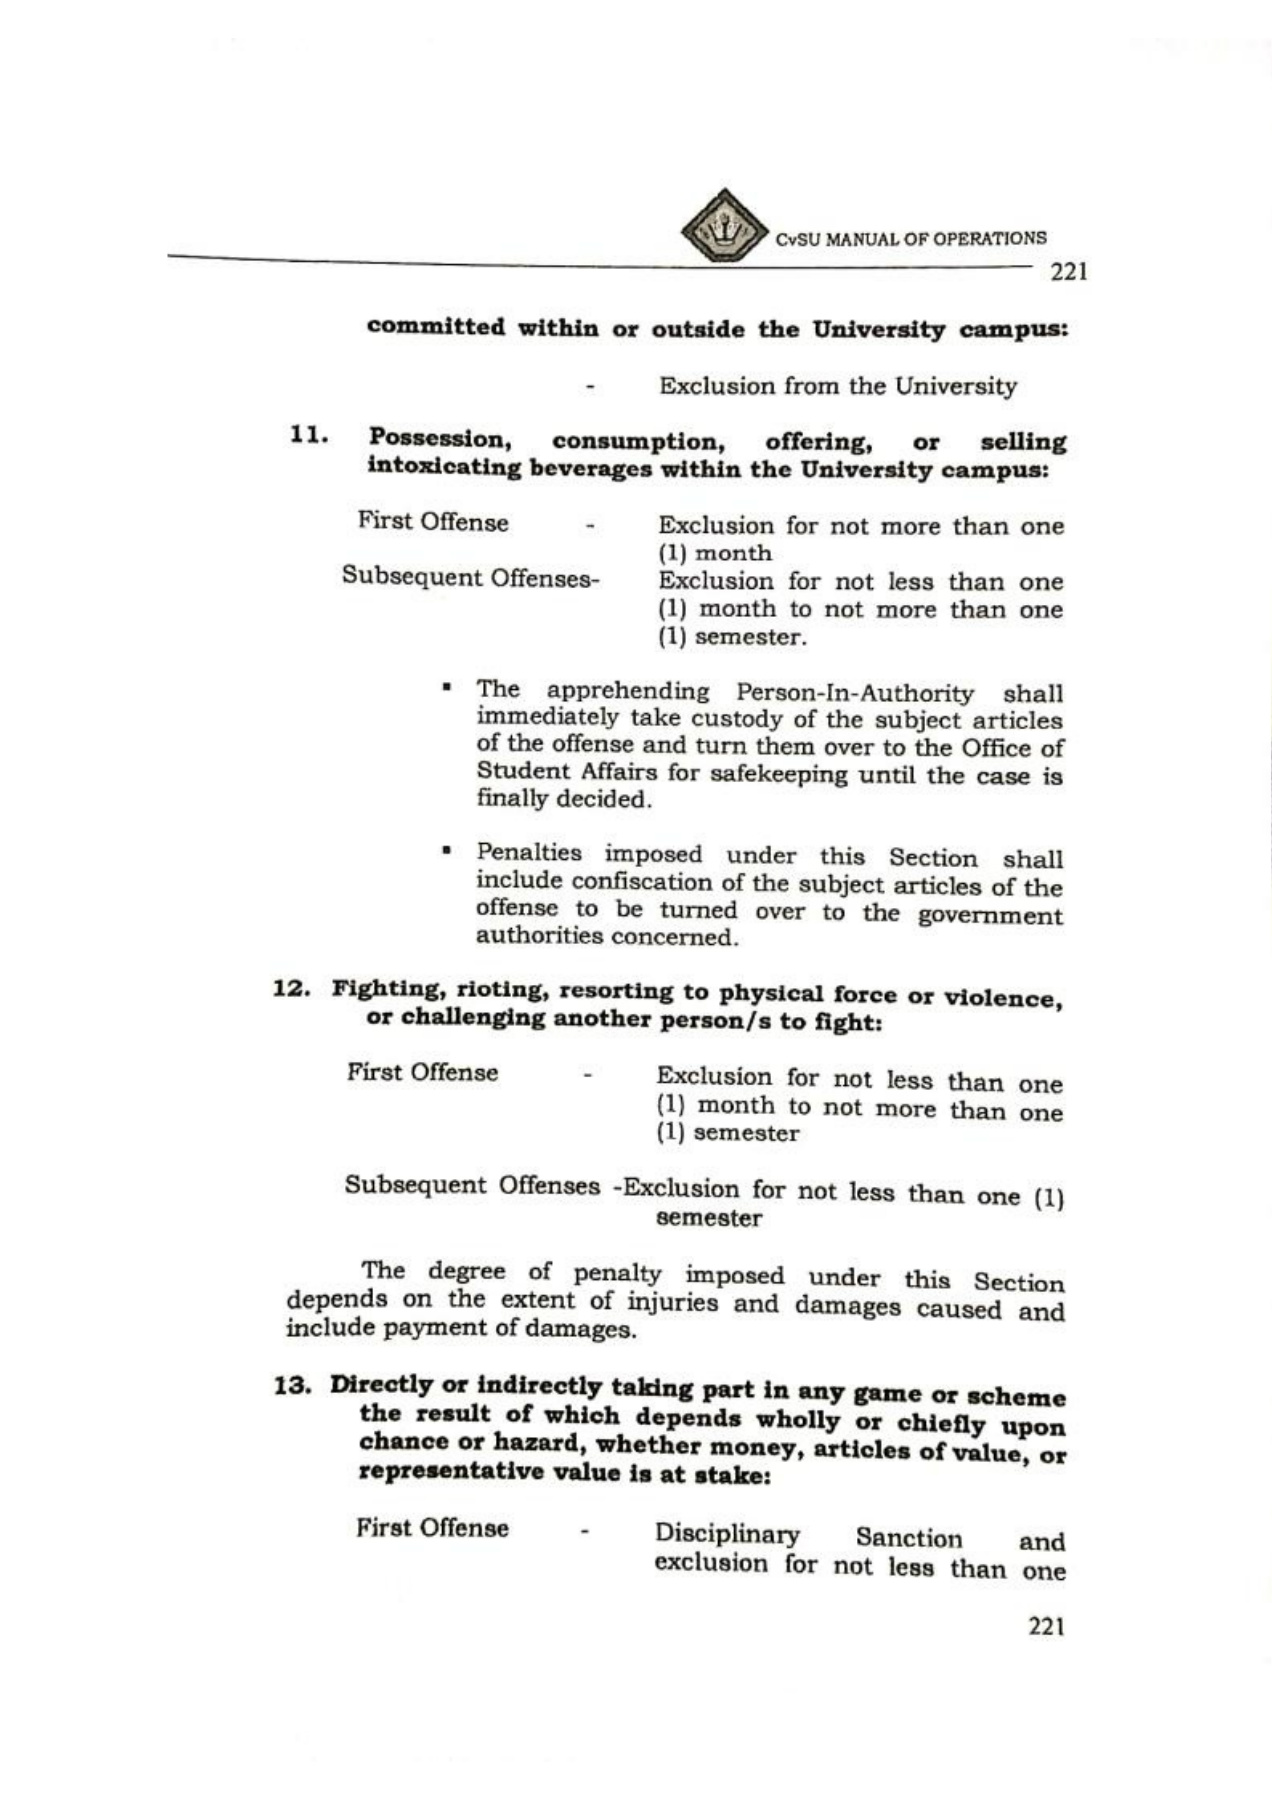 CvSU MANUAL OF OPERATIONS
221
committed within or outside the University campus:
- Exclusion from the University
11. Possession, consumption, offering, or selling
intoxicating beverages within the University campus:
First Offense - Exclusion for not more than one
(1) month
Subsequent Offenses- Exclusion for not less than one
(1) month to not more than one
(1) semester.
▪ The apprehending Person-In-Authority shall
immediately take custody of the subject articles
of the offense and turn them over to the Office of
Student Affairs for safekeeping until the case is
finally decided.
▪ Penalties imposed under this Section shall
include confiscation of the subject articles of the
offense to be turned over to the government
authorities concerned.
12. Fighting, rioting, resorting to physical force or violence,
or challenging another person/s to fight:
First Offense - Exclusion for not less than one
(1) month to not more than one
(1) semester
Subsequent Offenses -Exclusion for not less than one (1)
semester
The degree of penalty imposed under this Section
depends on the extent of injuries and damages caused and
include payment of damages.
13. Directly or indirectly taking part in any game or scheme
the result of which depends wholly or chiefly upon
chance or hazard, whether money, articles of value, or
representative value is at stake:
First Offense - Disciplinary Sanction and
exclusion for not less than one
221